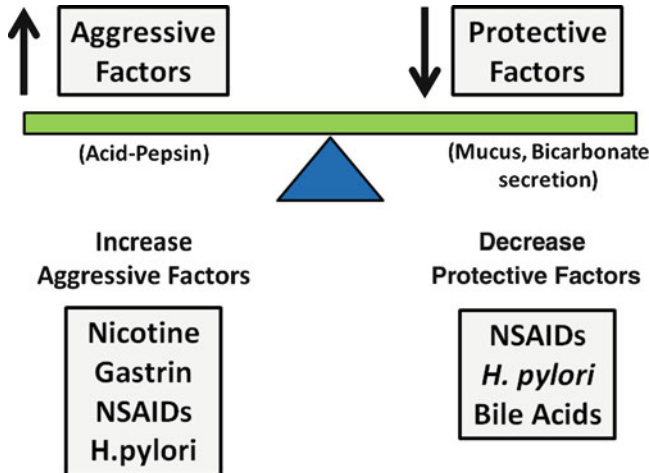 Aggressive
Factors
Protective
Factors
(Acid-Pepsin)
(Mucus, Bicarbonate
secretion)
Increase
Aggressive Factors
Decrease
Protective Factors
Nicotine
Gastrin
NSAIDs
H.pylori
NSAIDs
H. pylori
Bile Acids